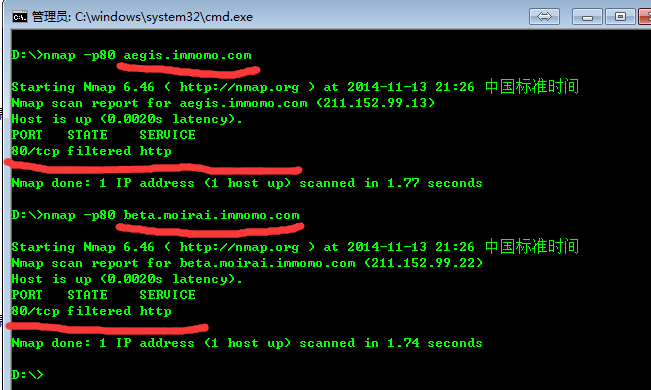 管理员: C:\windows\system32\cmd.exe
D:\>nmap -p80 aegis.immomo.com
Starting Nmap 6.46 ( http://nmap.org ) at 2014-11-13 21:26 中国标准时间
Nmap scan report for aegis.immomo.com (211.152.99.13)
Host is up (0.0020s latency).
PORT   STATE    SERVICE
80/tcp filtered http
Nmap done: 1 IP address (1 host up) scanned in 1.77 seconds
D:\>nmap -p80 beta.moirai.immomo.com
Starting Nmap 6.46 ( http://nmap.org ) at 2014-11-13 21:26 中国标准时间
Nmap scan report for beta.moirai.immomo.com (211.152.99.22)
Host is up (0.0020s latency).
PORT   STATE    SERVICE
80/tcp filtered http
Nmap done: 1 IP address (1 host up) scanned in 1.74 seconds
D:\>